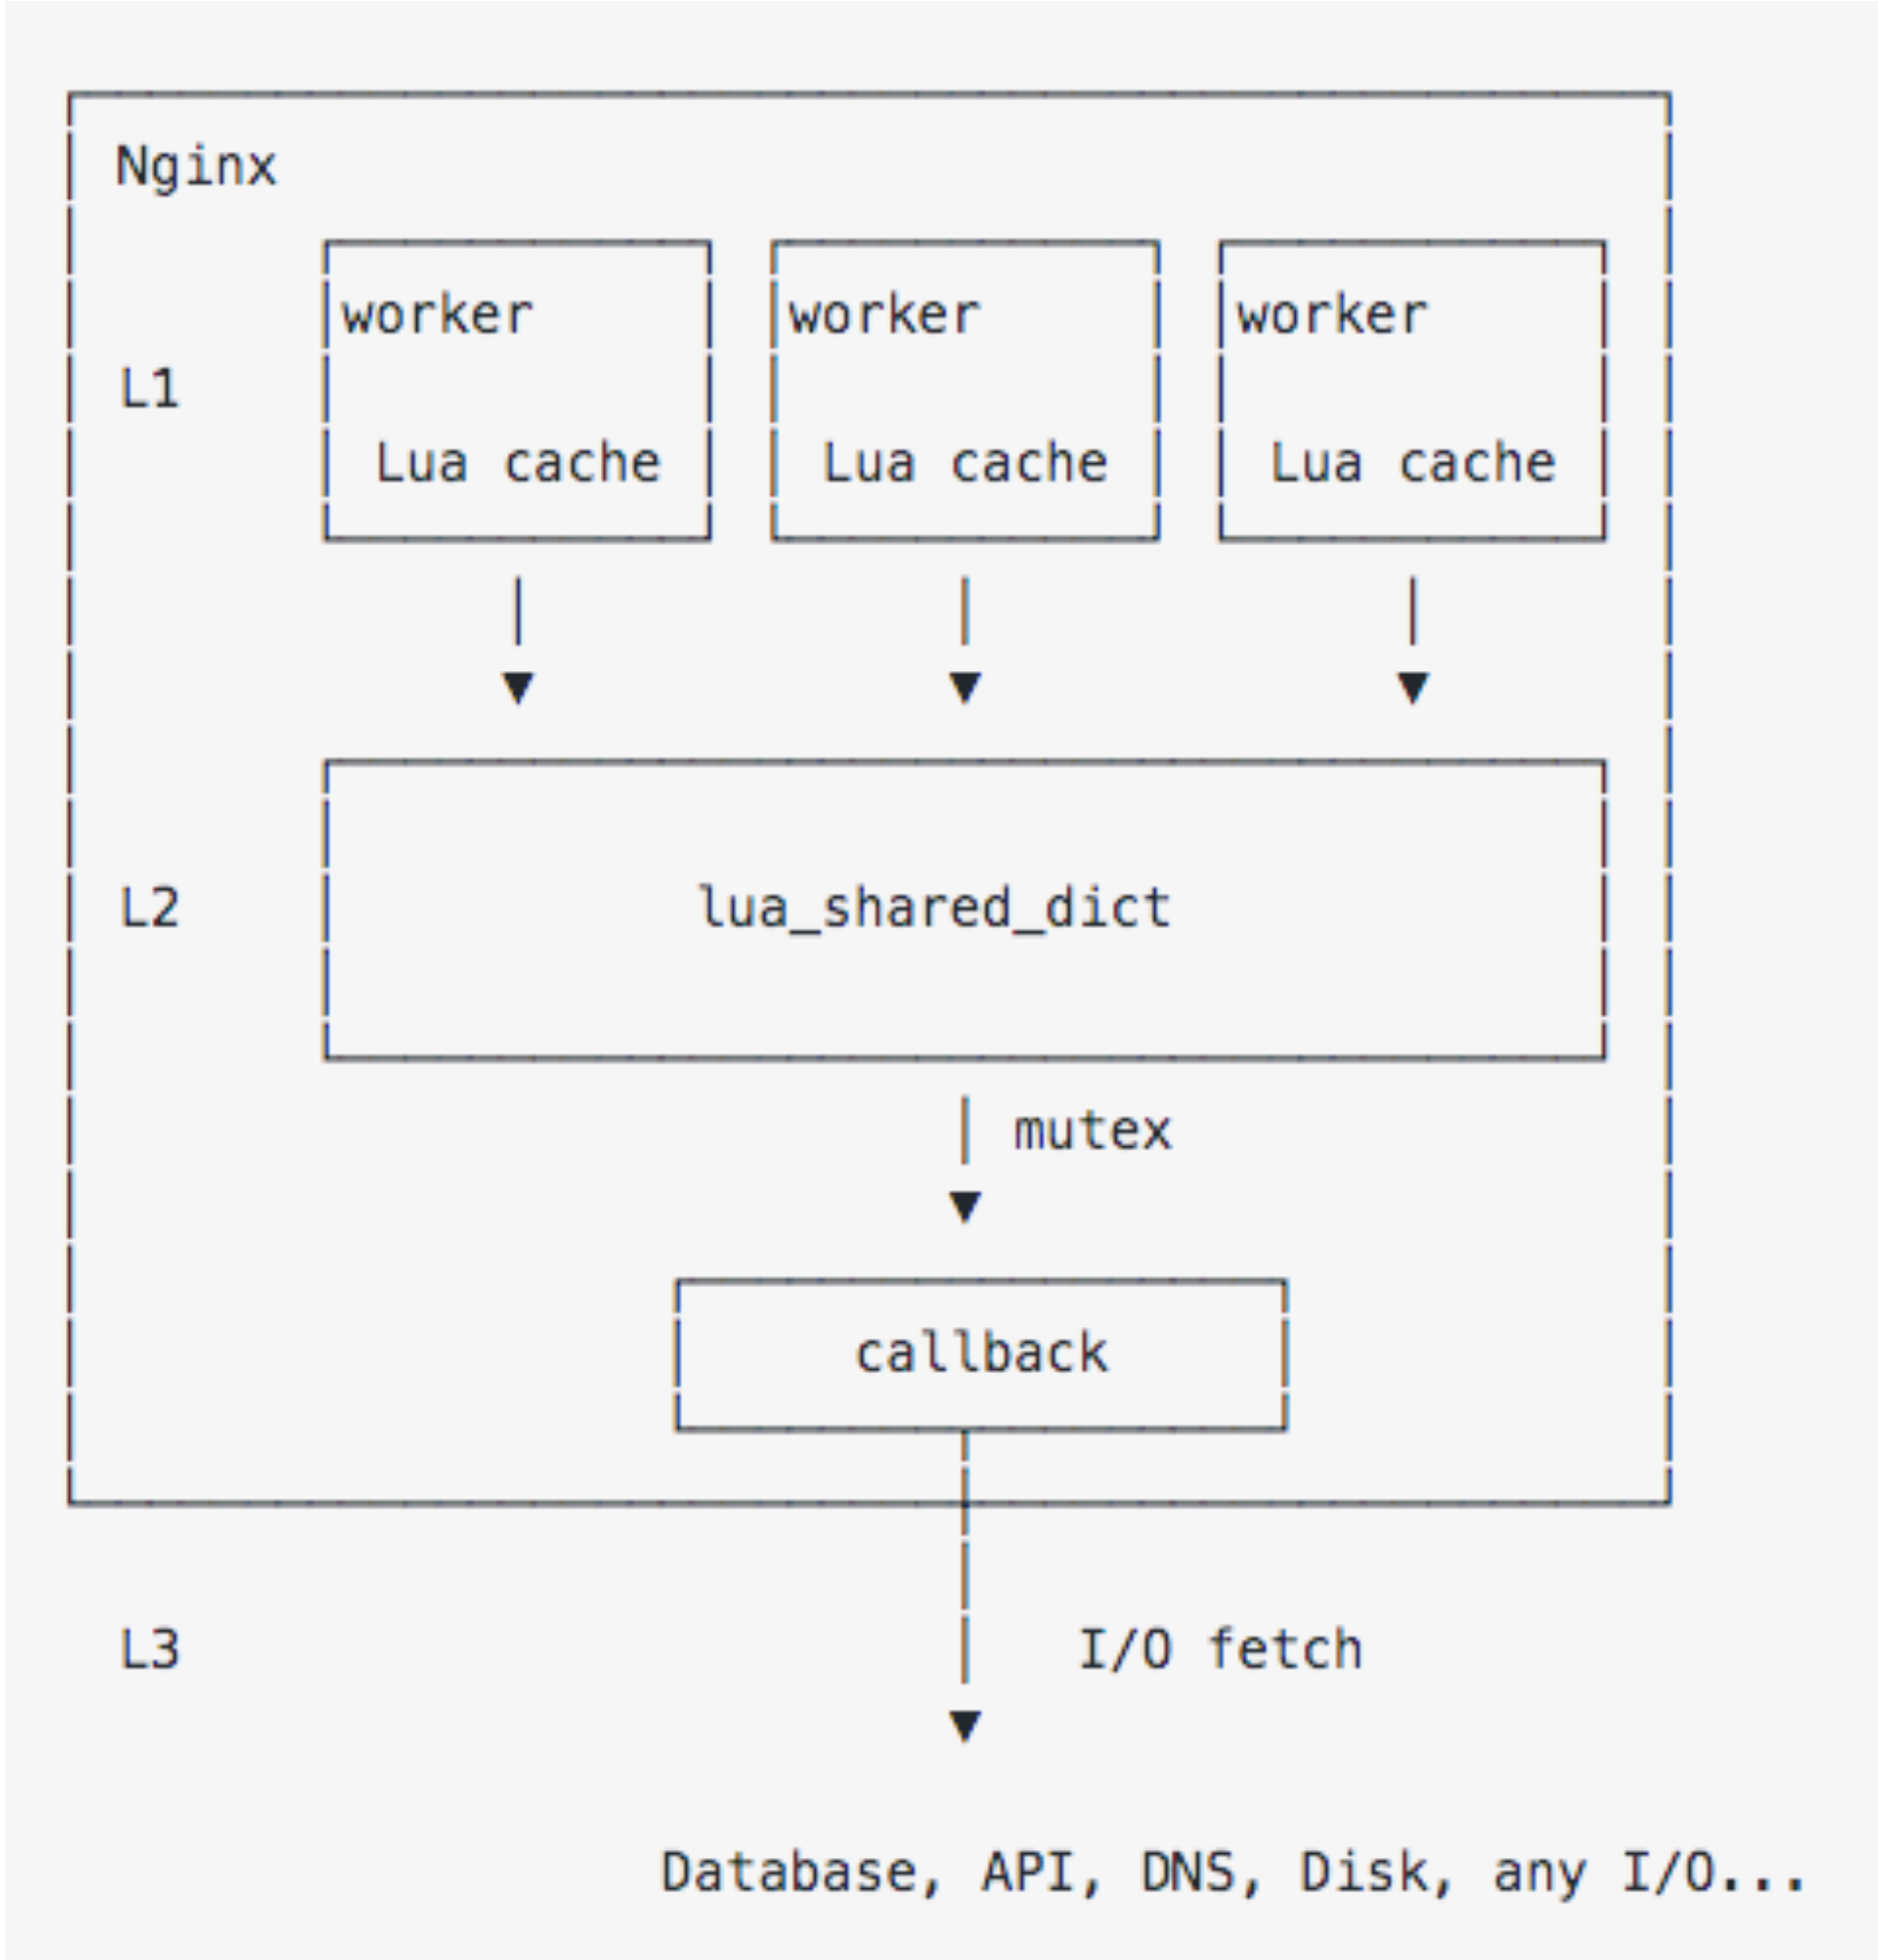 Nginx
worker worker worker
L1
Lua cache Lua cache Lua cache
L2 lua_shared_dict
mutex
callback
L3 I/O fetch
Database, API, DNS, Disk, any I/O...